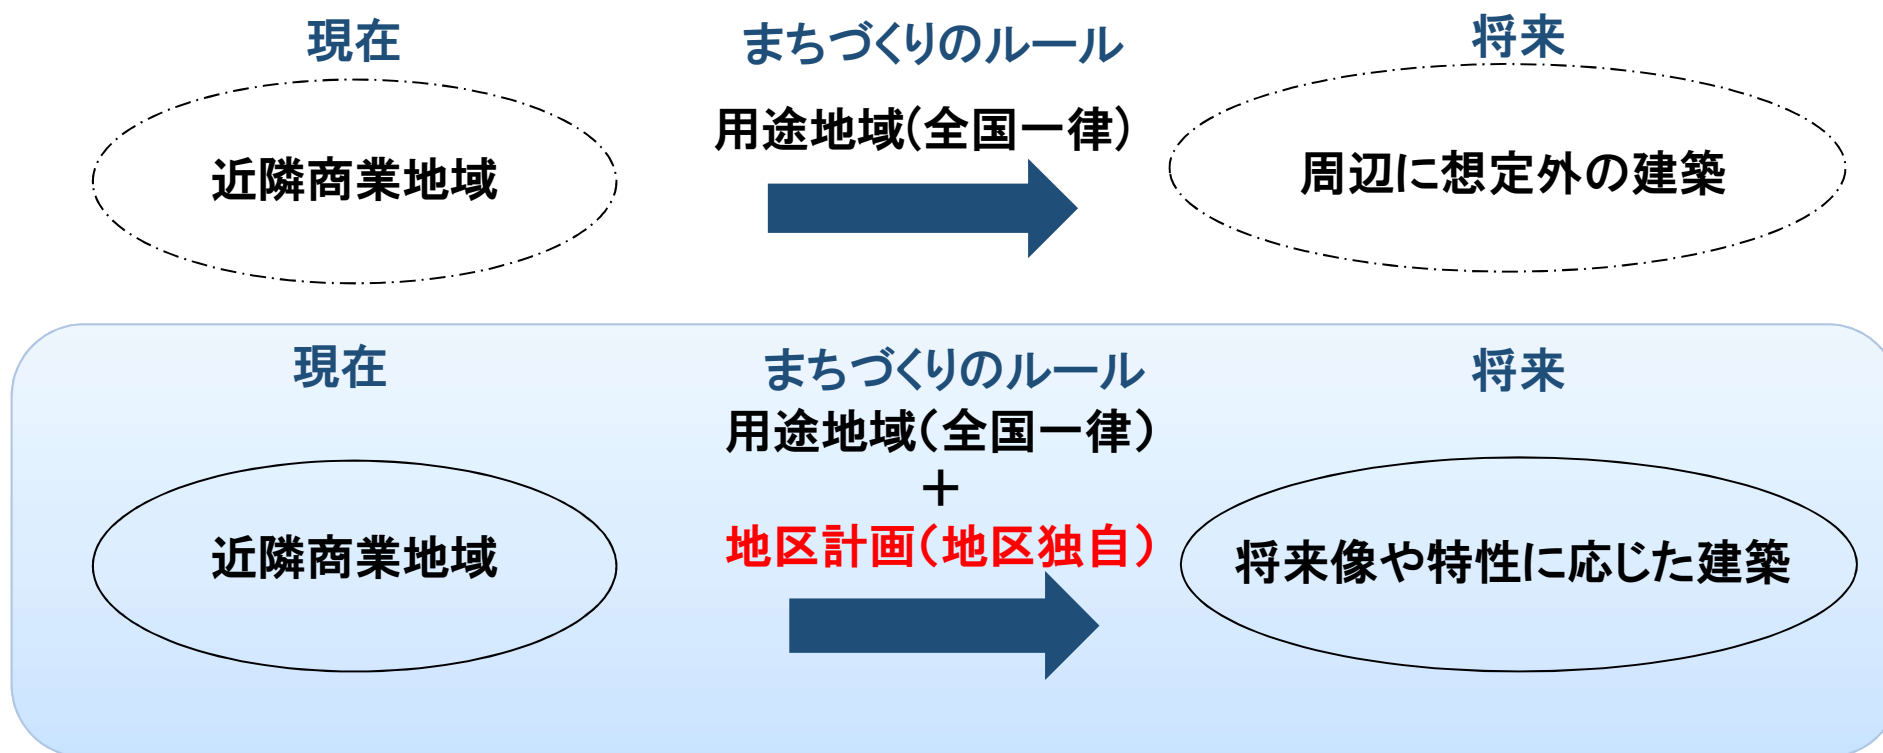 現在
まちづくりのルール
将来
用途地域(全国一律)
近隣商業地域
周辺に想定外の建築
現在
まちづくりのルール
将来
用途地域(全国一律)
＋
地区計画(地区独自)
近隣商業地域
将来像や特性に応じた建築